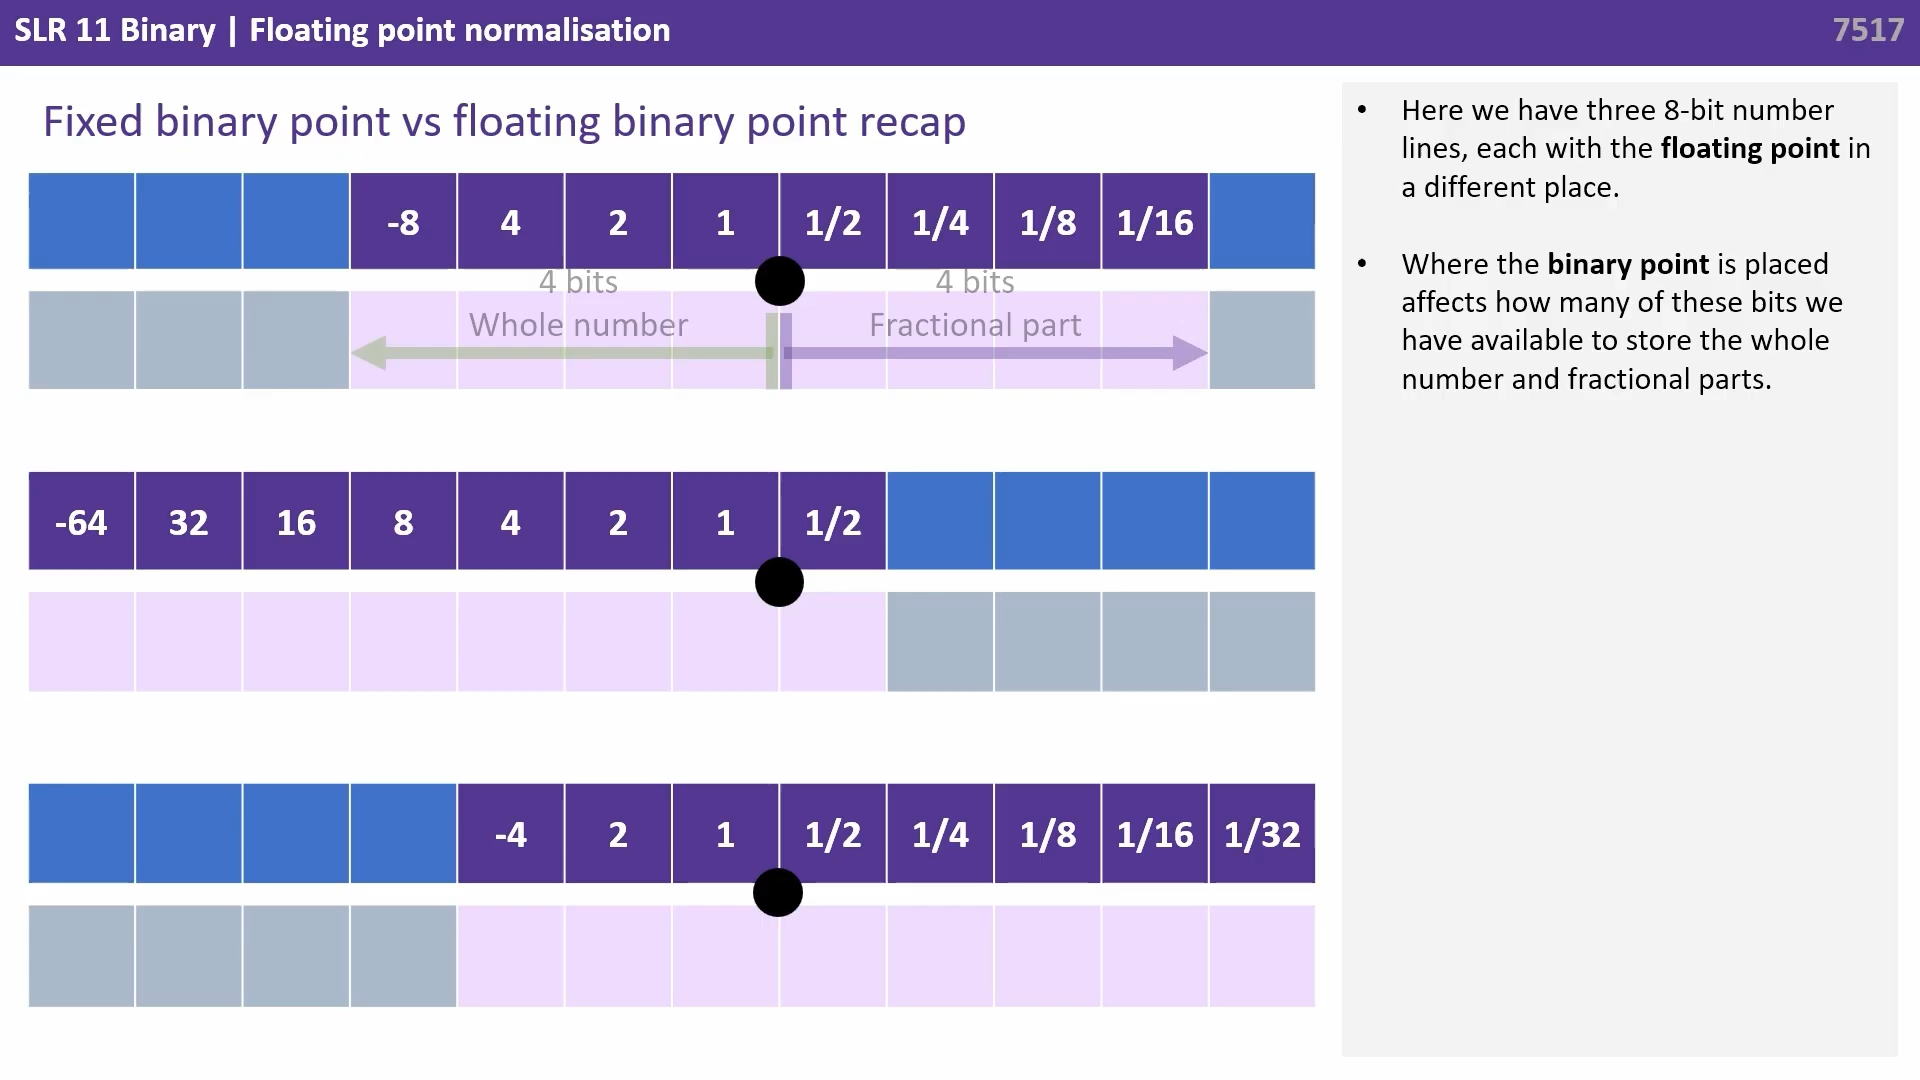 SLR 11 Binary | Floating point normalisation
7517
Fixed binary point vs floating binary point recap
-8 4 2 1 1/2 1/4 1/8 1/16
4 bits 4 bits
Whole number Fractional part
-64 32 16 8 4 2 1 1/2
-4 2 1 1/2 1/4 1/8 1/16 1/32
• Here we have three 8-bit number
lines, each with the floating point in
a different place.
• Where the binary point is placed
affects how many of these bits we
have available to store the whole
number and fractional parts.